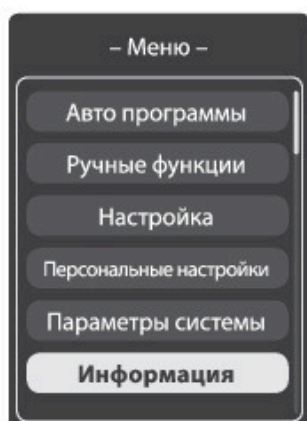 – Меню –
Авто программы
Ручные функции
Настройка
Персональные настройки
Параметры системы
Информация